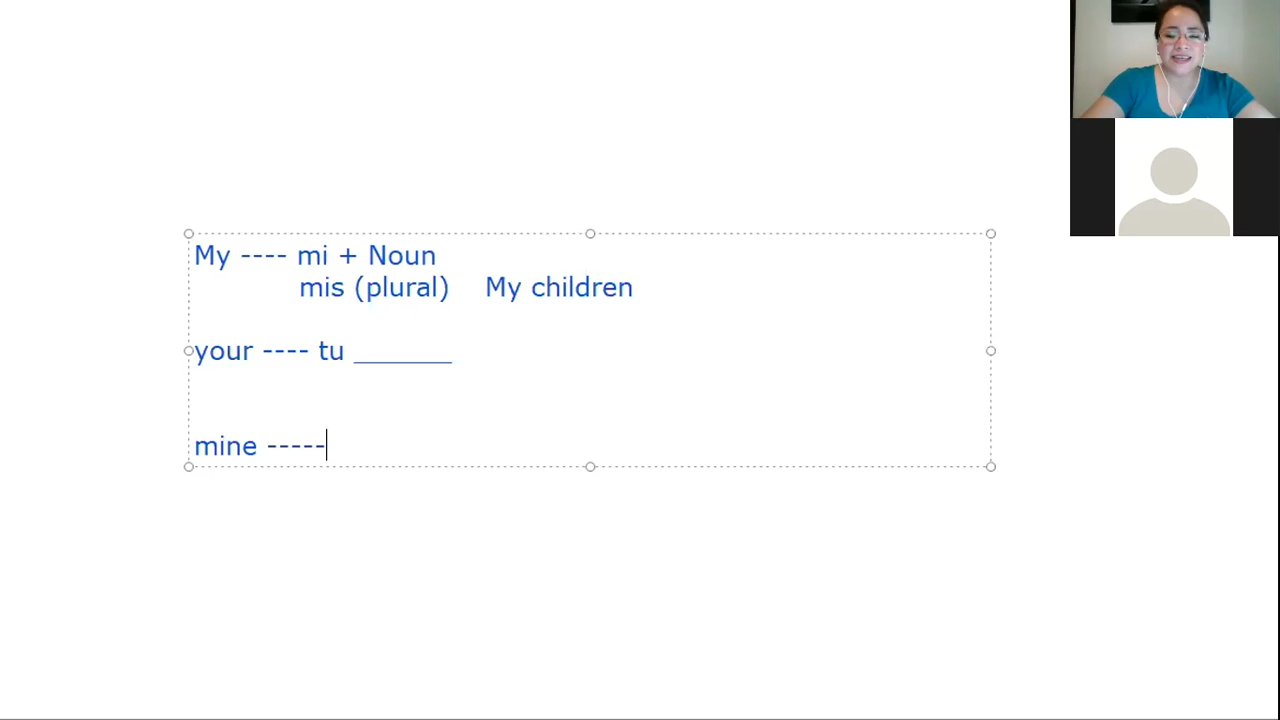 My ---- mi + Noun
mis (plural) My children
your ---- tu _______
mine -----